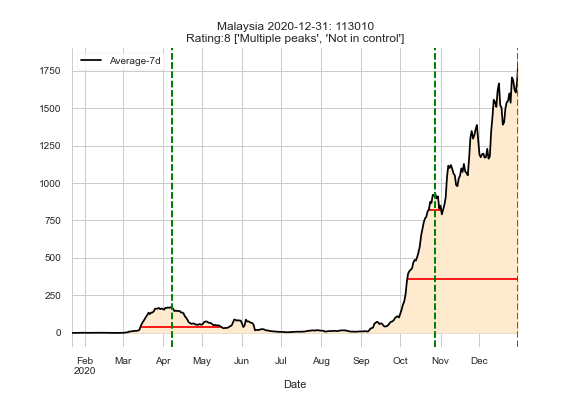 Malaysia 2020-12-31: 113010
Rating:8 ['Multiple peaks', 'Not in control']
Average-7d
1750
1500
1250
1000
750
500
250
0
Feb Mar Apr May Jun Jul Aug Sep Oct Nov Dec
2020
Date